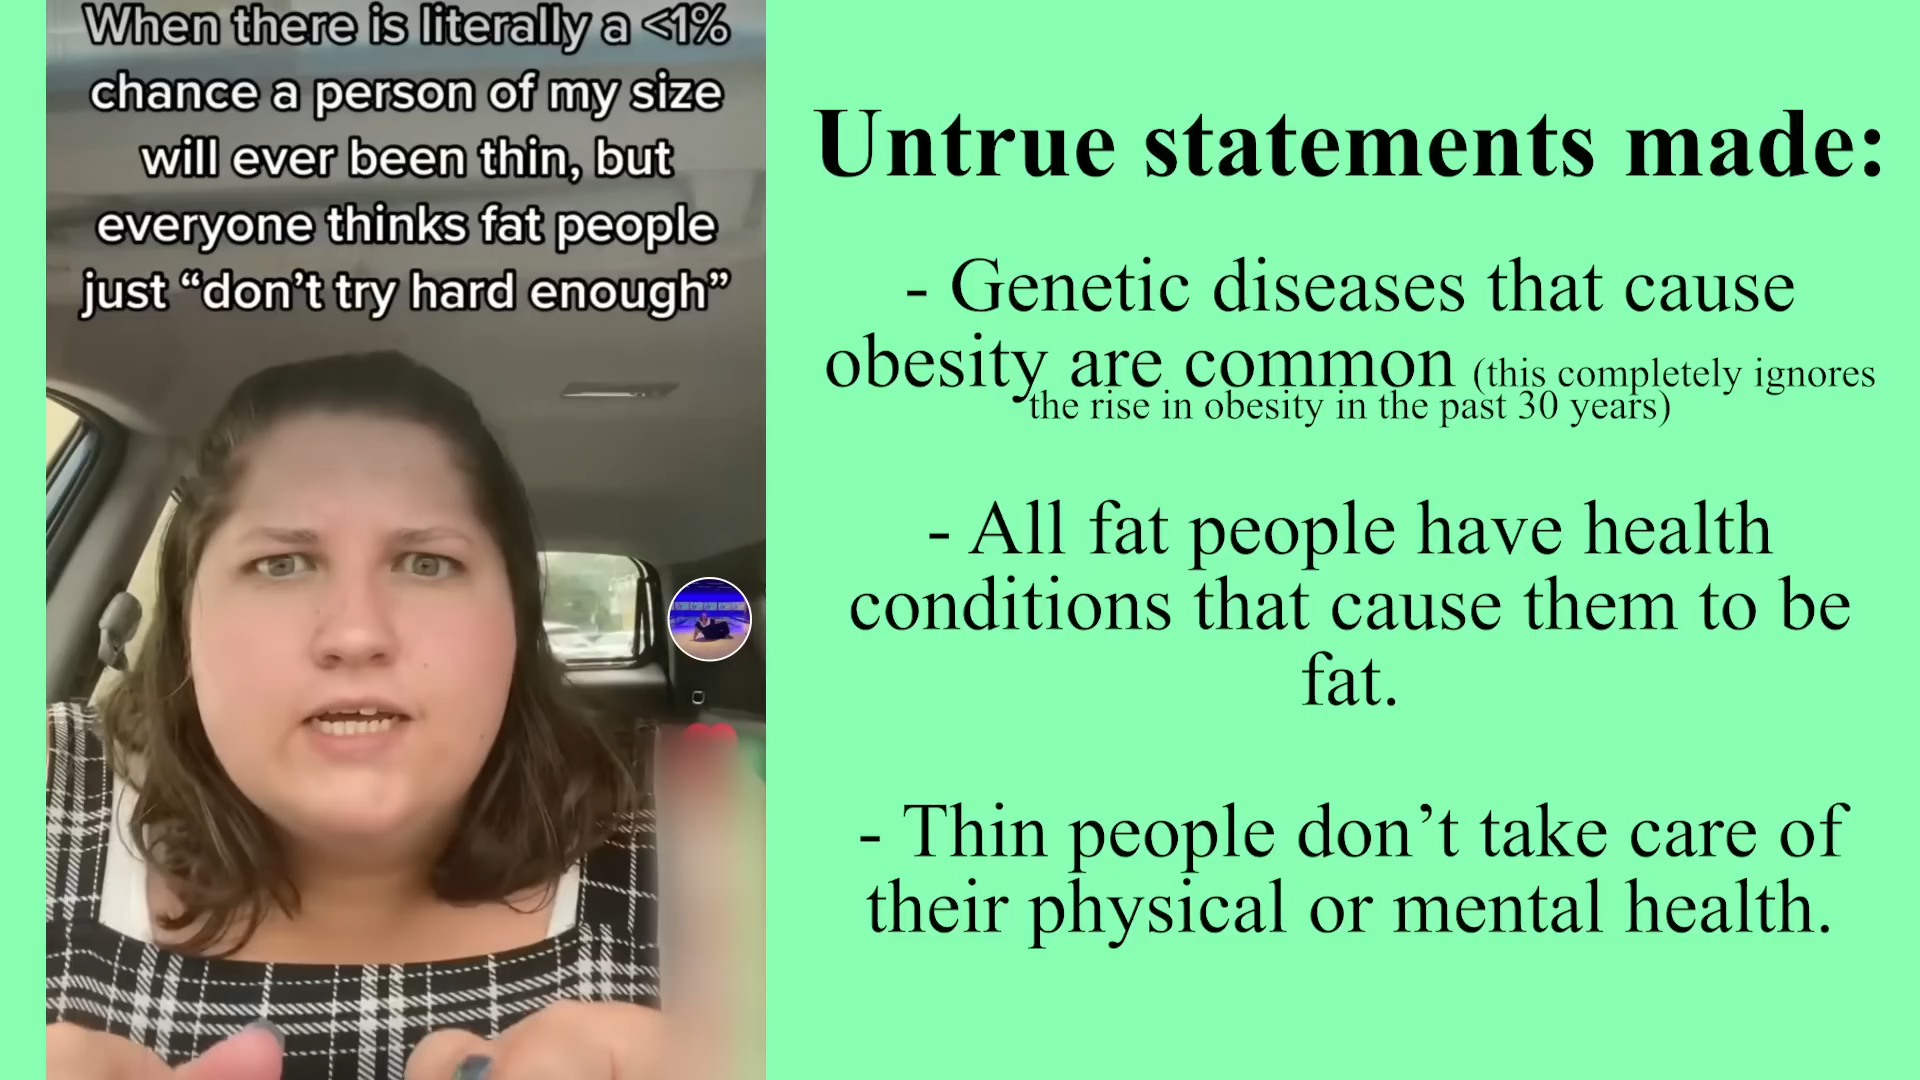 When there is literally a <1%
chance a person of my size
will ever been thin, but
everyone thinks fat people
just “don’t try hard enough”
Untrue statements made:
- Genetic diseases that cause
obesity are common (this completely ignores
the rise in obesity in the past 30 years)
- All fat people have health
conditions that cause them to be
fat.
- Thin people don’t take care of
their physical or mental health.